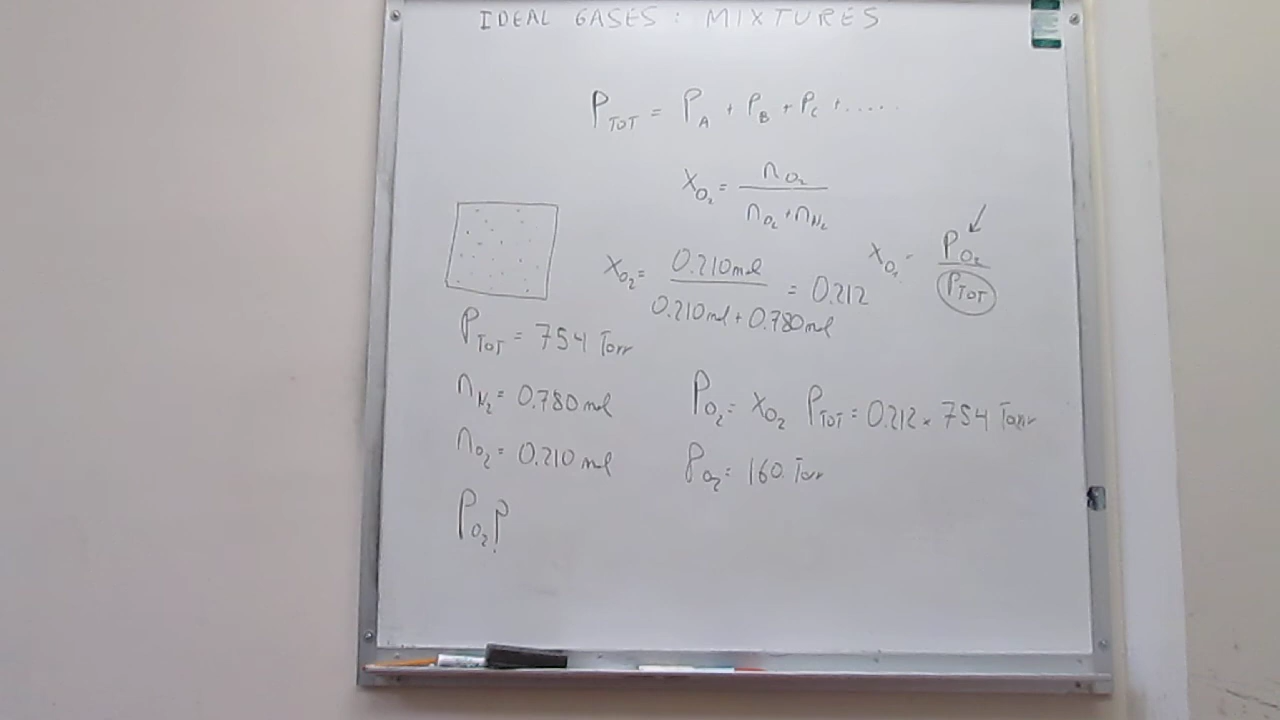 IDEAL GASES: MIXTURES
P_TOT = P_A + P_B + P_C + .....
X_O2 = n_O2 / (n_O2 + n_N2)
X_O2 = P_O2 / P_TOT
X_O2 = 0.210 mol / (0.210 mol + 0.780 mol) = 0.212
P_TOT = 754 Torr
n_N2 = 0.780 mol
n_O2 = 0.210 mol
P_O2?
P_O2 = X_O2 P_TOT = 0.212 × 754 Torr
P_O2 = 160. Torr